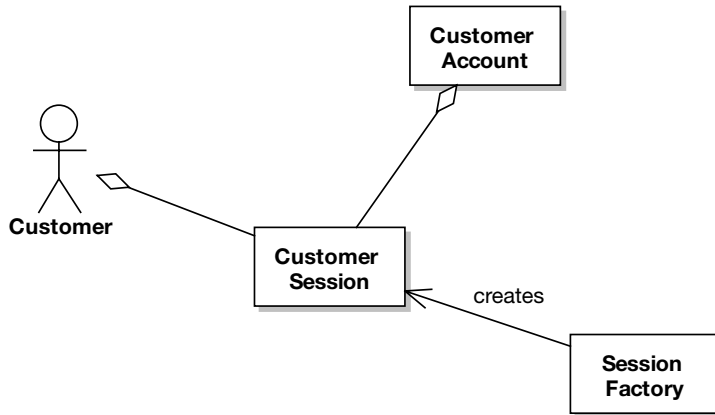 Customer
Account
Customer
Customer
Session
creates
Session
Factory